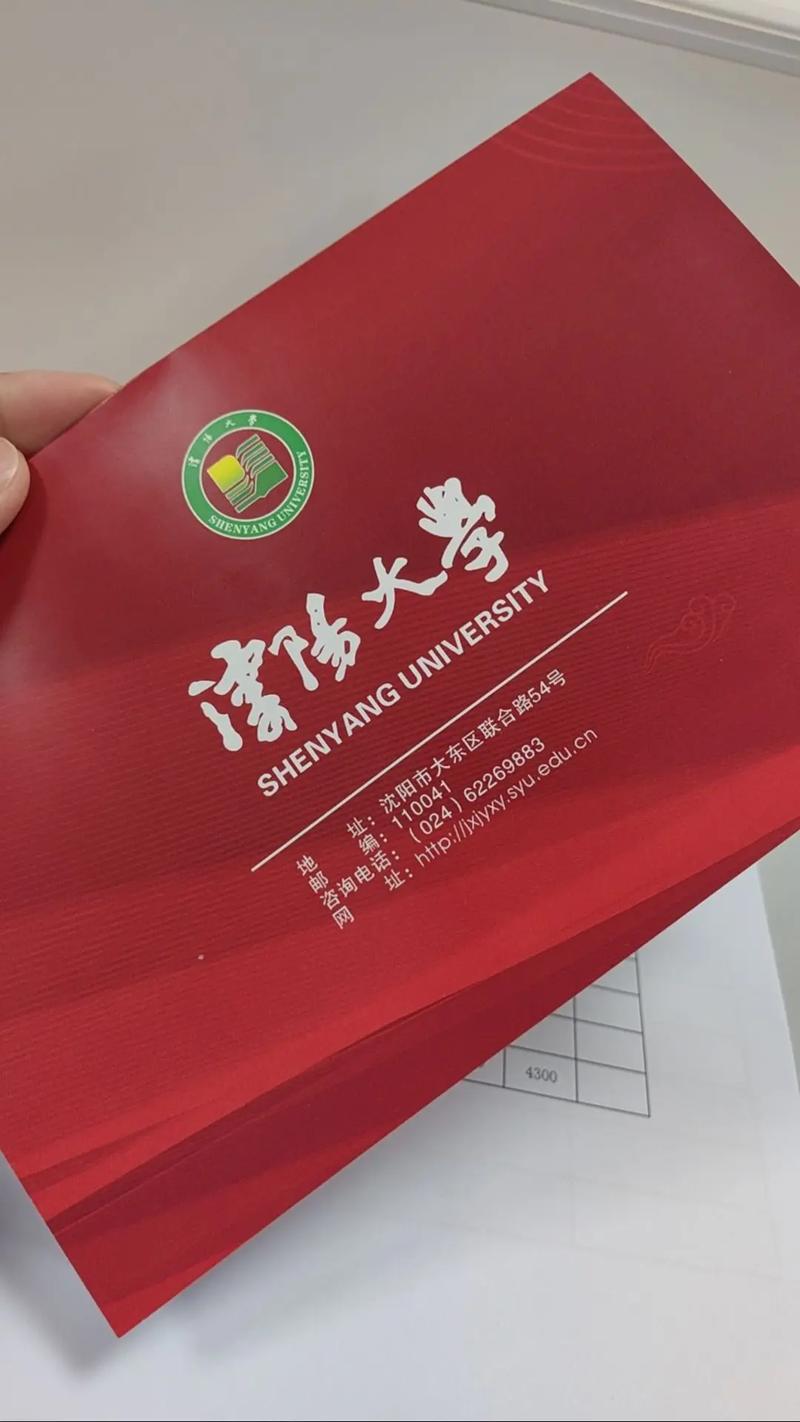 瀋陽大學
SHENYANG UNIVERSITY
瀋陽大學
SHENYANG UNIVERSITY
地　　址：沈阳市大东区联合路54号
邮　　编：110041
咨询电话：（024）62269883
网　　址：http://jxjyxy.syu.edu.cn
4300